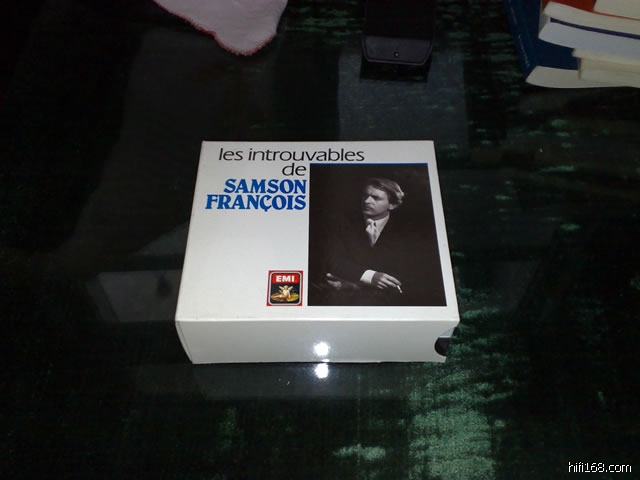 les introuvables
de
SAMSON
FRANÇOIS
EMI
hifi168.com